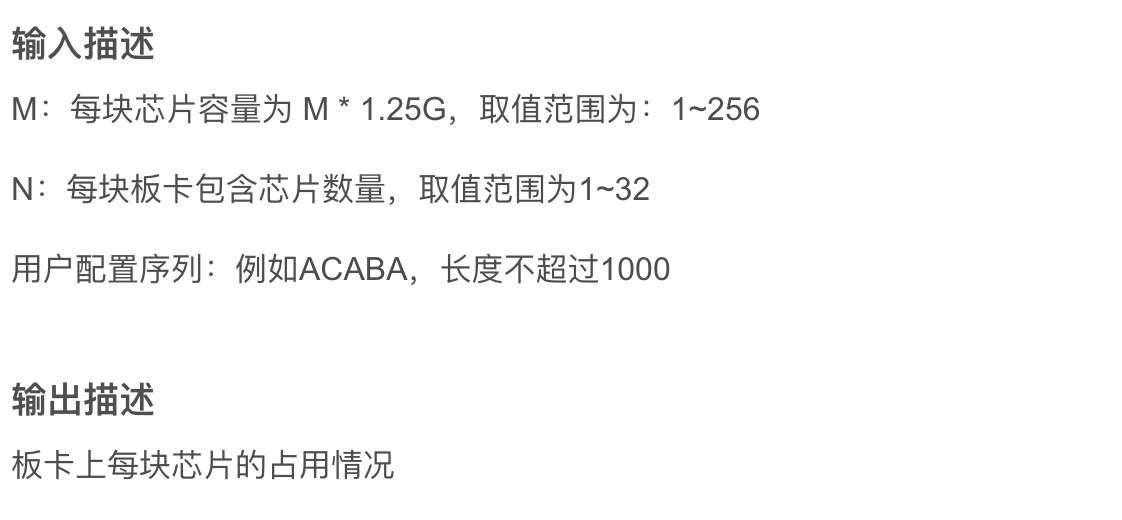 输入描述
M：每块芯片容量为 M * 1.25G，取值范围为：1~256
N：每块板卡包含芯片数量，取值范围为1~32
用户配置序列：例如ACABA，长度不超过1000
输出描述
板卡上每块芯片的占用情况